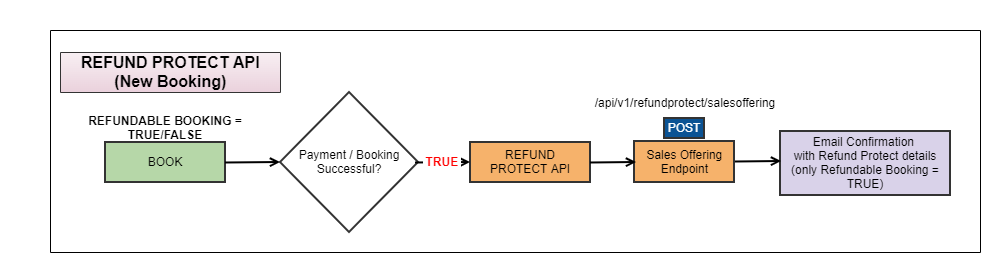 REFUND PROTECT API
(New Booking)
REFUNDABLE BOOKING =
TRUE/FALSE
BOOK
Payment / Booking
Successful?
TRUE
REFUND
PROTECT API
/api/v1/refundprotect/salesoffering
POST
Sales Offering
Endpoint
Email Confirmation
with Refund Protect details
(only Refundable Booking =
TRUE)